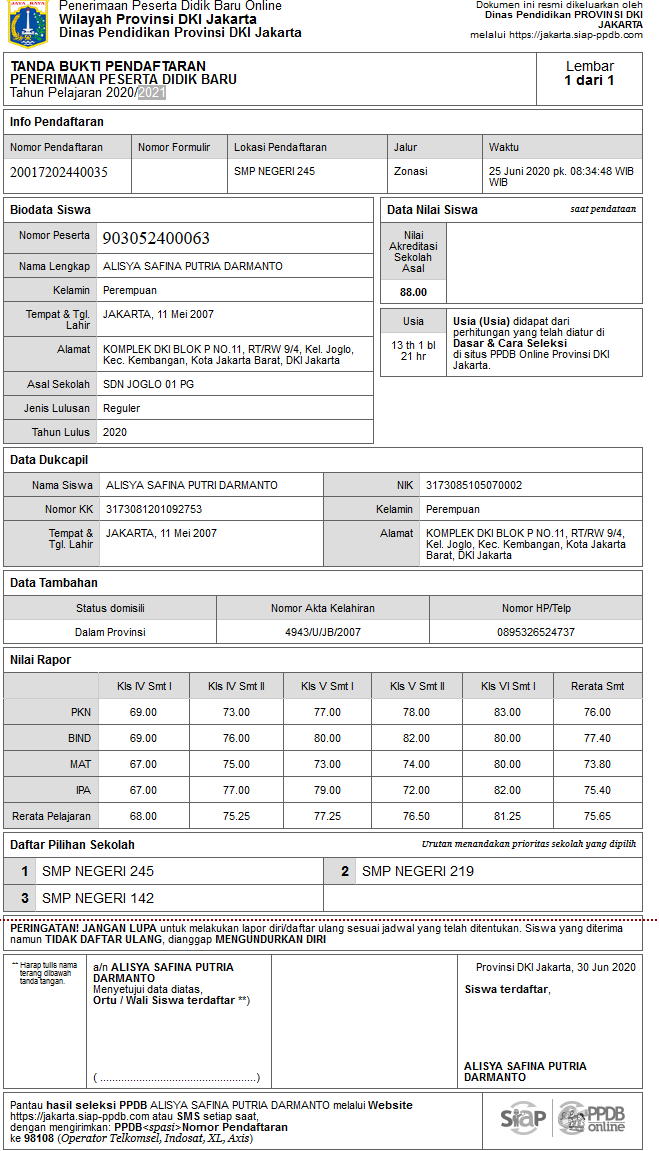 JAYA RAYA
Penerimaan Peserta Didik Baru Online
Wilayah Provinsi DKI Jakarta
Dinas Pendidikan Provinsi DKI Jakarta
Dokumen ini resmi dikeluarkan oleh
Dinas Pendidikan PROVINSI DKI
JAKARTA
melalui https://jakarta.siap-ppdb.com
TANDA BUKTI PENDAFTARAN
PENERIMAAN PESERTA DIDIK BARU
Tahun Pelajaran 2020/2021
Lembar
1 dari 1
Info Pendaftaran
Nomor Pendaftaran Nomor Formulir Lokasi Pendaftaran Jalur Waktu
20017202440035 SMP NEGERI 245 Zonasi 25 Juni 2020 pk. 08:34:48 WIB
WIB
Biodata Siswa
Nomor Peserta 903052400063
Nama Lengkap ALISYA SAFINA PUTRIA DARMANTO
Kelamin Perempuan
Tempat & Tgl. Lahir JAKARTA, 11 Mei 2007
Alamat KOMPLEK DKI BLOK P NO.11, RT/RW 9/4, Kel. Joglo,
Kec. Kembangan, Kota Jakarta Barat, DKI Jakarta
Asal Sekolah SDN JOGLO 01 PG
Jenis Lulusan Reguler
Tahun Lulus 2020
Data Nilai Siswa saat pendataan
Nilai
Akreditasi
Sekolah
Asal
88.00
Usia
13 th 1 bl
21 hr
Usia (Usia) didapat dari
perhitungan yang telah diatur di
Dasar & Cara Seleksi
di situs PPDB Online Provinsi DKI
Jakarta.
Data Dukcapil
Nama Siswa ALISYA SAFINA PUTRI DARMANTO NIK 3173085105070002
Nomor KK 3173081201092753 Kelamin Perempuan
Tempat &
Tgl. Lahir
JAKARTA, 11 Mei 2007
Alamat KOMPLEK DKI BLOK P NO.11, RT/RW 9/4,
Kel. Joglo, Kec. Kembangan, Kota Jakarta
Barat, DKI Jakarta
Data Tambahan
Status domisili Nomor Akta Kelahiran Nomor HP/Telp
Dalam Provinsi 4943/U/JB/2007 0895326524737
Nilai Rapor
Kls IV Smt I Kls IV Smt II Kls V Smt I Kls V Smt II Kls VI Smt I Rerata Smt
PKN 69.00 73.00 77.00 78.00 83.00 76.00
BIND 69.00 76.00 80.00 82.00 80.00 77.40
MAT 67.00 75.00 73.00 74.00 80.00 73.80
IPA 67.00 77.00 79.00 72.00 82.00 75.40
Rerata Pelajaran 68.00 75.25 77.25 76.50 81.25 75.65
Daftar Pilihan Sekolah Urutan menandakan prioritas sekolah yang dipilih
1 SMP NEGERI 245 2 SMP NEGERI 219
3 SMP NEGERI 142
PERINGATAN! JANGAN LUPA untuk melakukan lapor diri/daftar ulang sesuai jadwal yang telah ditentukan. Siswa yang diterima
namun TIDAK DAFTAR ULANG, dianggap MENGUNDURKAN DIRI
** Harap tulis nama
terang dibawah
tanda tangan.
a/n ALISYA SAFINA PUTRIA
DARMANTO
Menyetujui data diatas,
Ortu / Wali Siswa terdaftar **)
( ....................................................)
Provinsi DKI Jakarta, 30 Jun 2020
Siswa terdaftar,
ALISYA SAFINA PUTRIA
DARMANTO
Pantau hasil seleksi PPDB ALISYA SAFINA PUTRIA DARMANTO melalui Website
https://jakarta.siap-ppdb.com atau SMS setiap saat,
dengan mengirimkan: PPDB<spasi>Nomor Pendaftaran
ke 98108 (Operator Telkomsel, Indosat, XL, Axis)
SiAP
PPDB
online